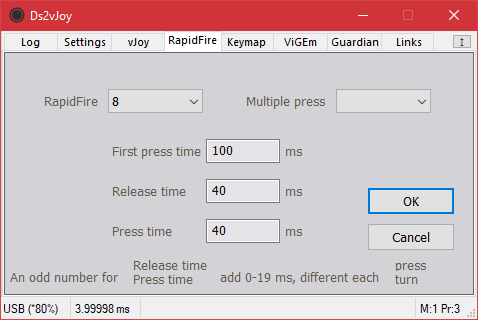 Ds2vJoy
Log Settings vJoy RapidFire Keymap ViGEm Guardian Links I
RapidFire 8 Multiple press
First press time 100 ms
Release time 40 ms
Press time 40 ms
OK
Cancel
An odd number for Release time Press time add 0-19 ms, different each press turn
USB (*80%) 3.99998 ms M:1 Pr:3